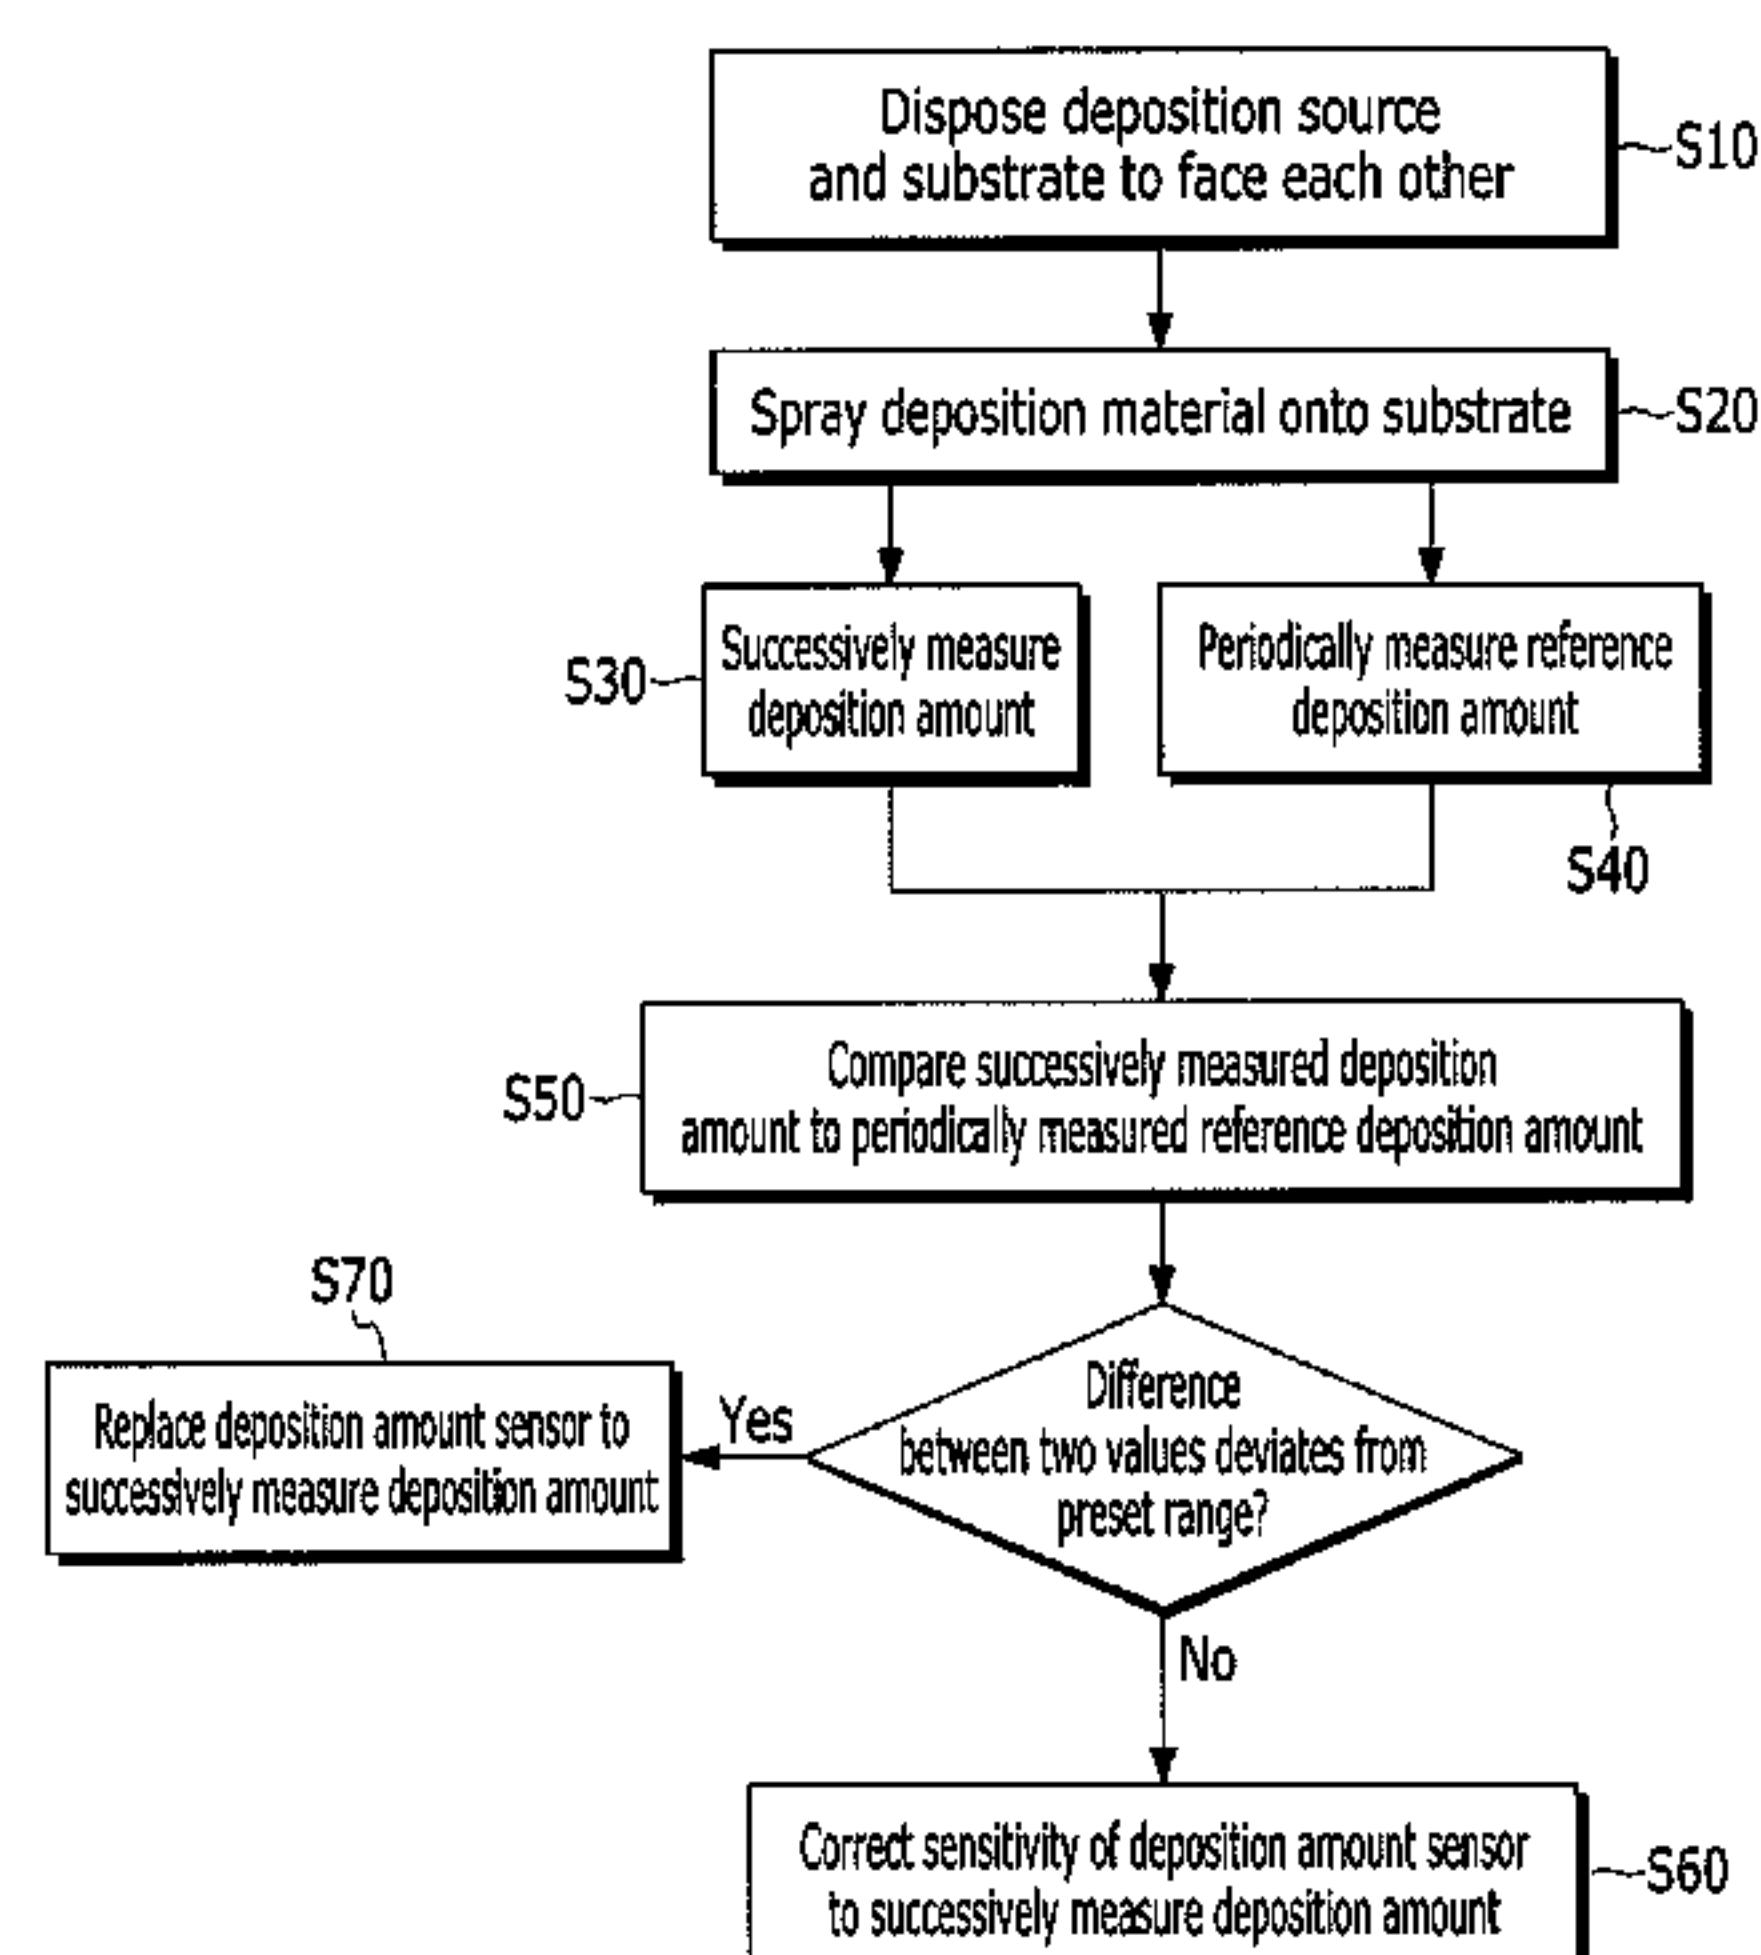 Dispose deposition source
and substrate to face each other
S10
Spray deposition material onto substrate
S20
S30
Successively measure
deposition amount
Periodically measure reference
deposition amount
S40
S50
Compare successively measured deposition
amount to periodically measured reference deposition amount
S70
Replace deposition amount sensor to
successively measure deposition amount
Yes
Difference
between two values deviates from
preset range?
No
Correct sensitivity of deposition amount sensor
to successively measure deposition amount
S60